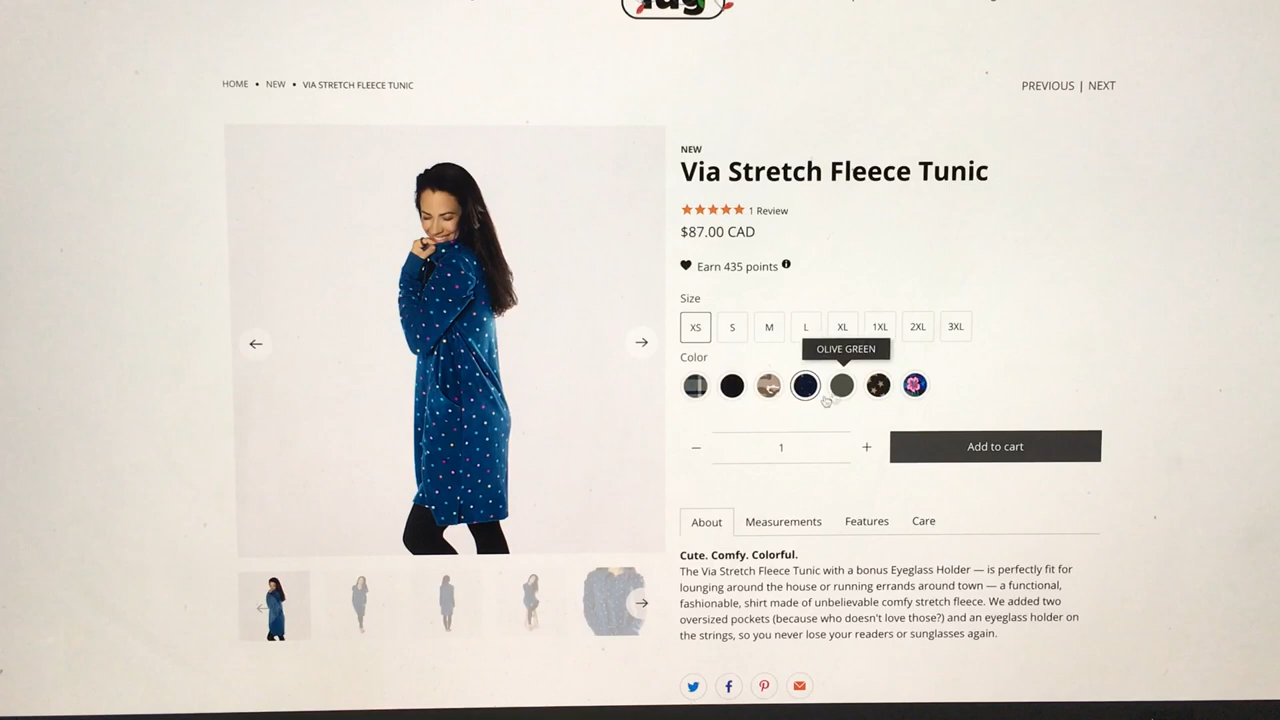 lug
HOME • NEW • VIA STRETCH FLEECE TUNIC
PREVIOUS | NEXT
NEW
Via Stretch Fleece Tunic
1 Review
$87.00 CAD
Earn 435 points
Size
XS S M L XL 1XL 2XL 3XL
OLIVE GREEN
Color
− 1 +
Add to cart
About Measurements Features Care
Cute. Comfy. Colorful.
The Via Stretch Fleece Tunic with a bonus Eyeglass Holder — is perfectly fit for
lounging around the house or running errands around town — a functional,
fashionable, shirt made of unbelievable comfy stretch fleece. We added two
oversized pockets (because who doesn't love those?) and an eyeglass holder on
the strings, so you never lose your readers or sunglasses again.